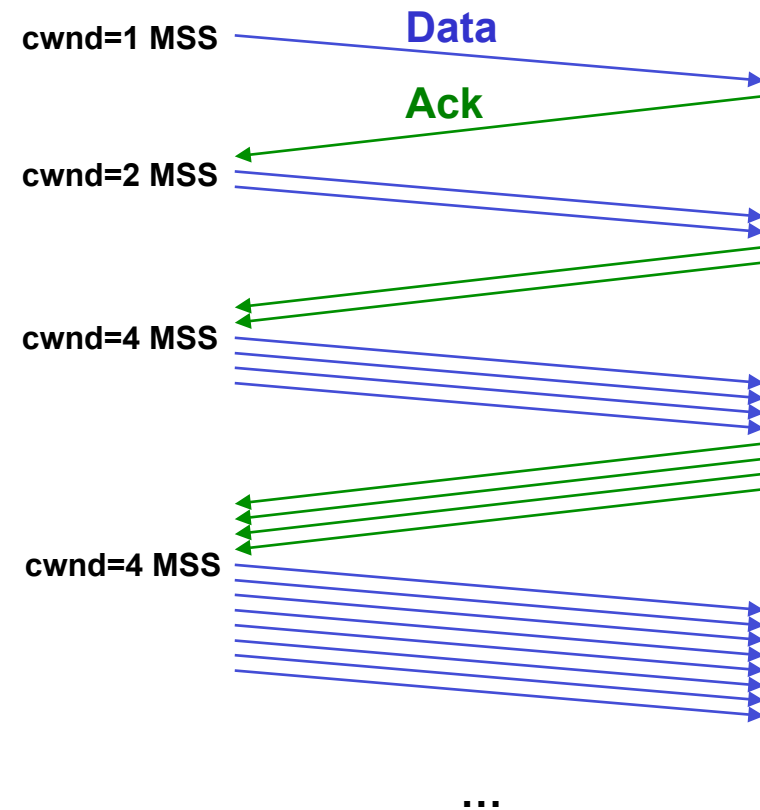 cwnd=1 MSS
Data
Ack
cwnd=2 MSS
cwnd=4 MSS
cwnd=4 MSS
...